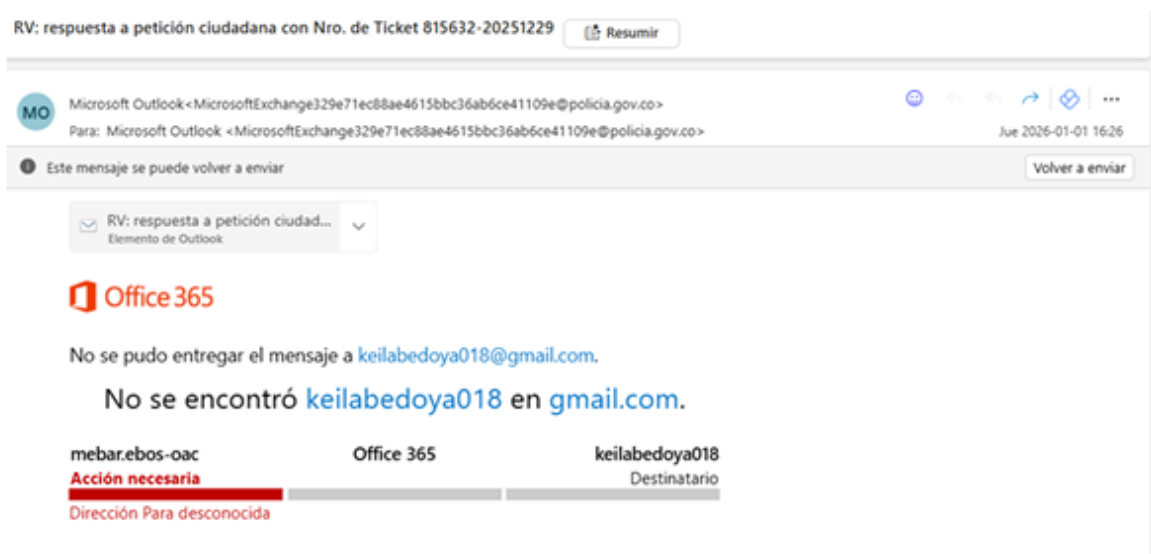 RV: respuesta a petición ciudadana con Nro. de Ticket 815632-20251229 Resumir
MO
Microsoft Outlook<MicrosoftExchange329e71ec88ae4615bbc36ab6ce41109e@policia.gov.co>
Para: Microsoft Outlook <MicrosoftExchange329e71ec88ae4615bbc36ab6ce41109e@policia.gov.co>
Jue 2026-01-01 16:26
Este mensaje se puede volver a enviar
Volver a enviar
RV: respuesta a petición ciudad...
Elemento de Outlook
Office 365
No se pudo entregar el mensaje a keilabedoya018@gmail.com.
No se encontró keilabedoya018 en gmail.com.
mebar.ebos-oac Office 365 keilabedoya018
Acción necesaria Destinatario
Dirección Para desconocida